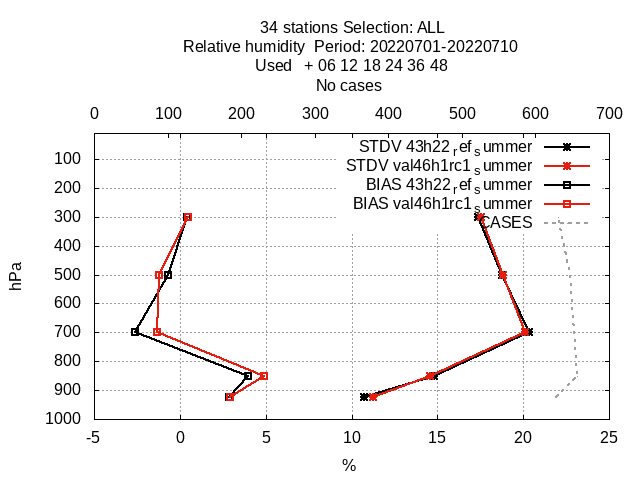 34 stations Selection: ALL
Relative humidity  Period: 20220701-20220710
Used   + 06 12 18 24 36 48
No cases
0 100 200 300 400 500 600 700
STDV 43h22_ref_summer
STDV val46h1rc1_summer
BIAS 43h22_ref_summer
BIAS val46h1rc1_summer
CASES
100
200
300
400
500
600
700
800
900
1000
hPa
-5 0 5 10 15 20 25
%